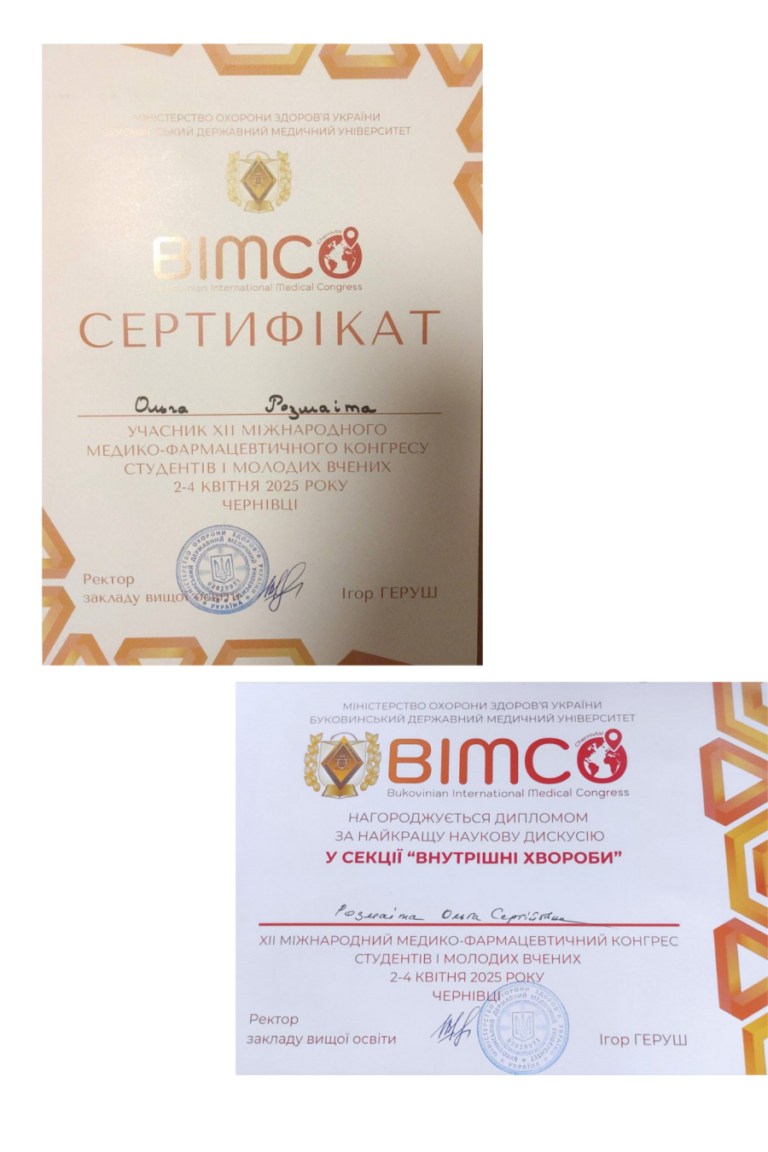 МІНІСТЕРСТВО ОХОРОНИ ЗДОРОВ'Я УКРАЇНИ
БУКОВИНСЬКИЙ ДЕРЖАВНИЙ МЕДИЧНИЙ УНІВЕРСИТЕТ
Chernivtsi
BIMCO
Bukovinian International Medical Congress
СЕРТИФІКАТ
Ольга Розмаіта
УЧАСНИК XII МІЖНАРОДНОГО
МЕДИКО-ФАРМАЦЕВТИЧНОГО КОНГРЕСУ
СТУДЕНТІВ І МОЛОДИХ ВЧЕНИХ
2-4 КВІТНЯ 2025 РОКУ
ЧЕРНІВЦІ
Ректор
закладу вищої освіти
Ігор ГЕРУШ
МІНІСТЕРСТВО ОХОРОНИ ЗДОРОВ'Я УКРАЇНИ
БУКОВИНСЬКИЙ ДЕРЖАВНИЙ МЕДИЧНИЙ УНІВЕРСИТЕТ
Chernivtsi
BIMCO
Bukovinian International Medical Congress
НАГОРОДЖУЄТЬСЯ ДИПЛОМОМ
ЗА НАЙКРАЩУ НАУКОВУ ДИСКУСІЮ
У СЕКЦІЇ “ВНУТРІШНІ ХВОРОБИ”
Розмаіта Ольга Сергіївна
XII МІЖНАРОДНИЙ МЕДИКО-ФАРМАЦЕВТИЧНИЙ КОНГРЕС
СТУДЕНТІВ І МОЛОДИХ ВЧЕНИХ
2-4 КВІТНЯ 2025 РОКУ
ЧЕРНІВЦІ
Ректор
закладу вищої освіти
Ігор ГЕРУШ